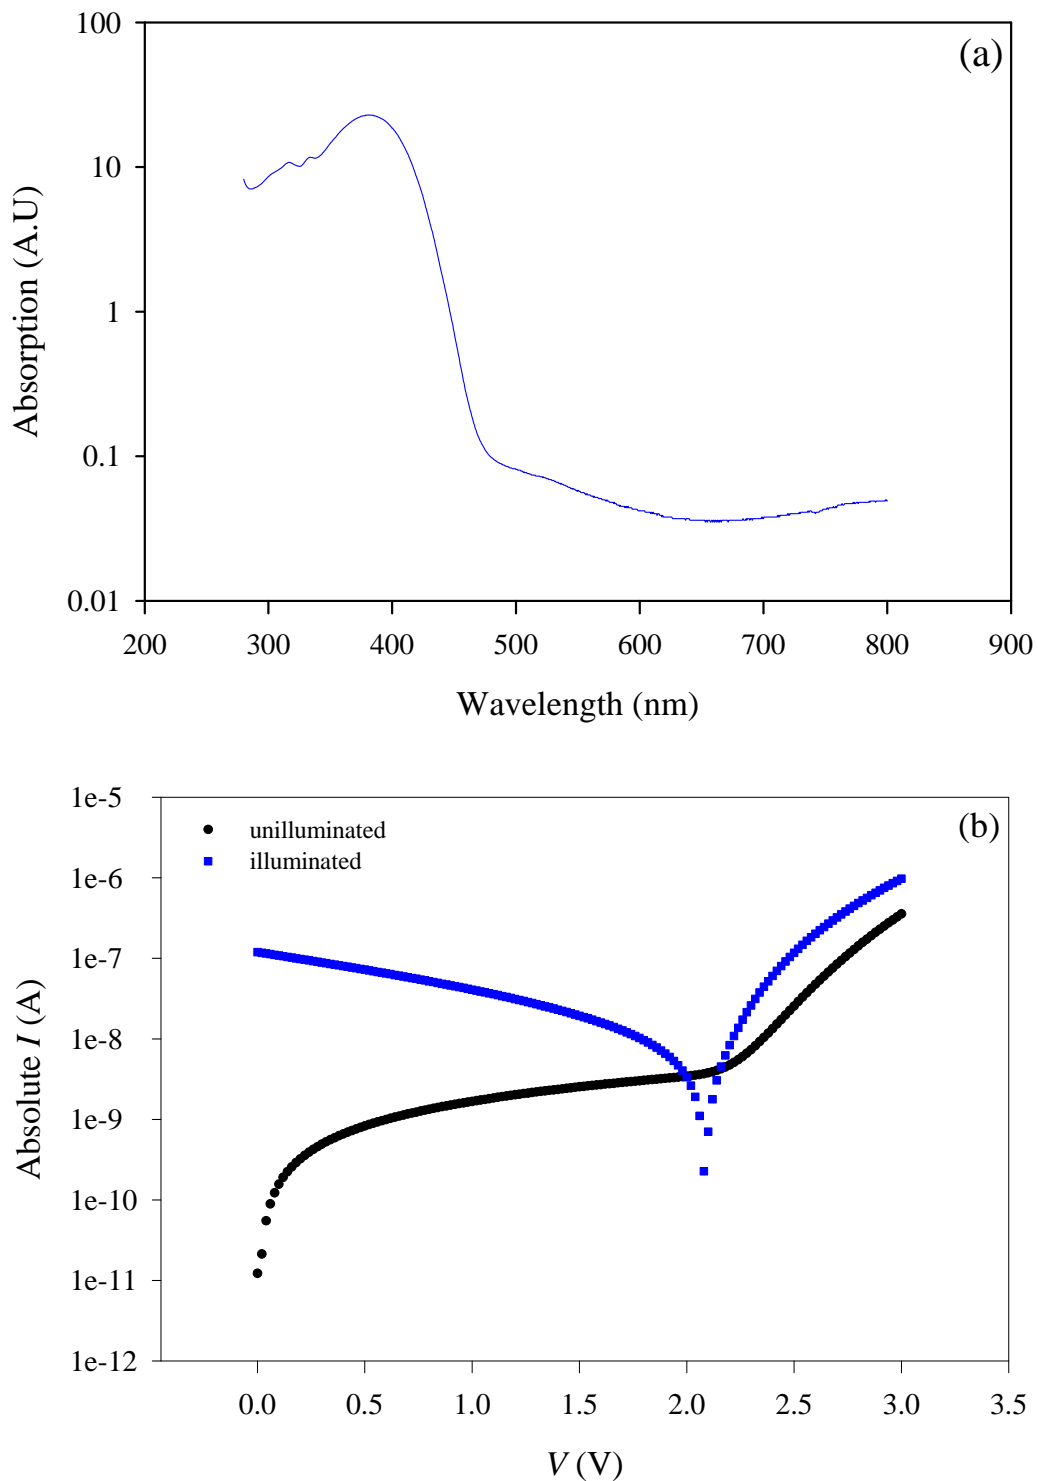 100
(a)
10
1
0.1
0.01
Absorption (A.U)
200 300 400 500 600 700 800 900
Wavelength (nm)
1e-5
(b)
unilluminated
illuminated
1e-6
1e-7
1e-8
1e-9
1e-10
1e-11
1e-12
Absolute I (A)
0.0 0.5 1.0 1.5 2.0 2.5 3.0 3.5
V (V)